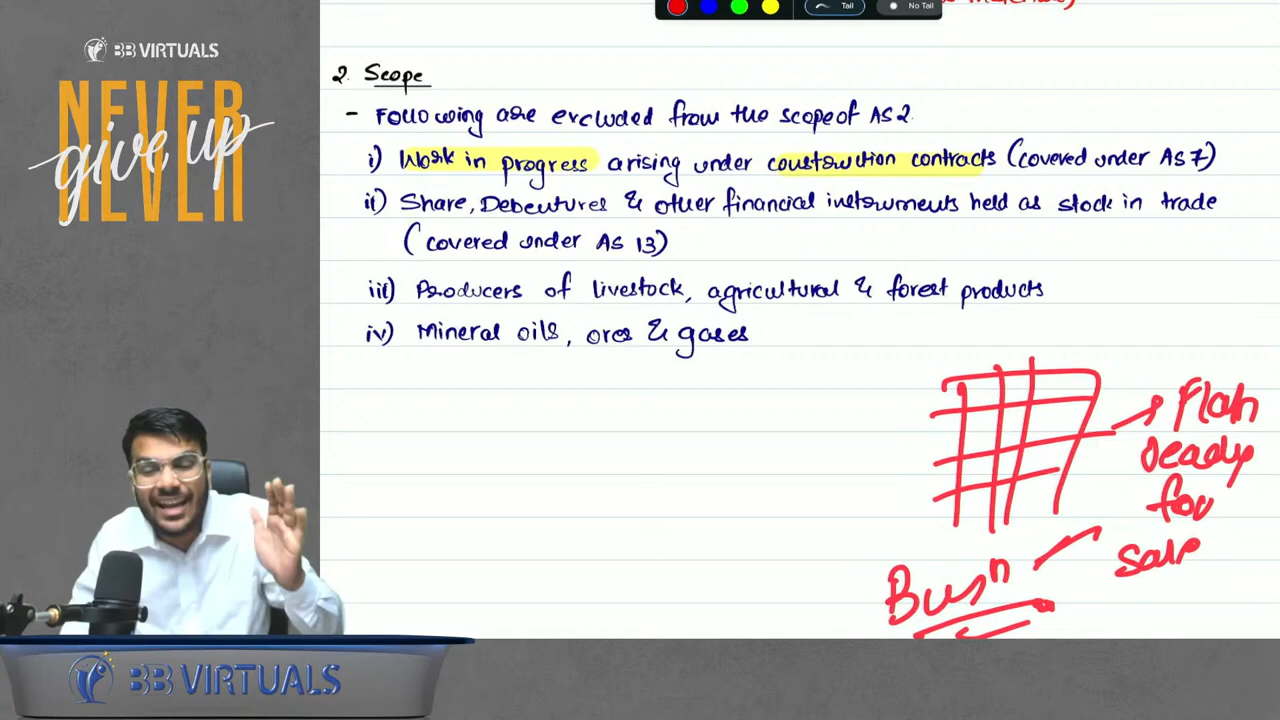 BB VIRTUALS
NEVER
give up
NEVER
Tail
No Tail
2. Scope
- Following are excluded from the scope of AS2.
i) Work in progress arising under construction contracts (covered under AS 7)
ii) Share, Debentures & other financial instruments held as stock in trade
(covered under AS 13)
iii) Producers of livestock, agricultural & forest products
iv) Mineral oils, ores & gases
Flats
ready
for
sale
Busn
BB VIRTUALS